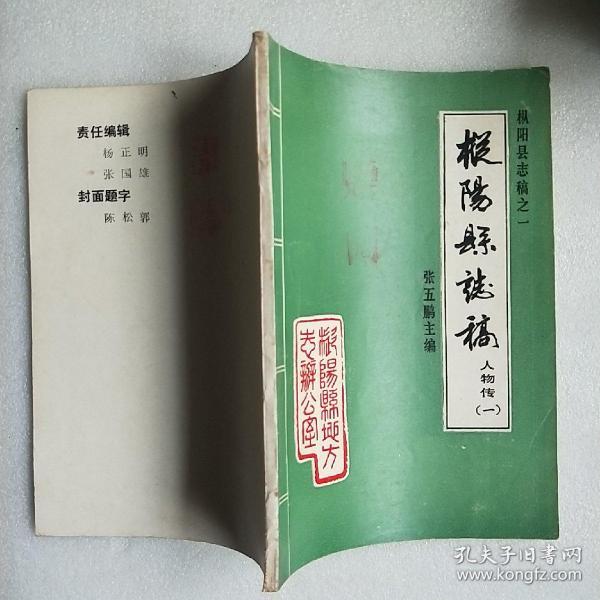 枞阳县志稿之一
樅陽縣誌稿
人物传(一)
张五鹏主编
樅陽縣地方
志辦公室
责任编辑
杨正明
张国雄
封面题字
陈松郭
孔夫子旧书网
www.kongfz.com